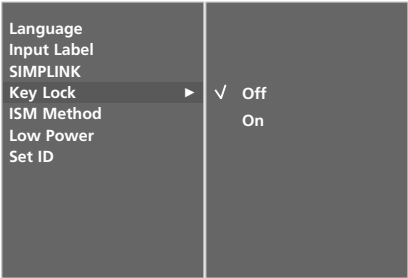 Language
Input Label
SIMPLINK
Key Lock ►
ISM Method
Low Power
Set ID
√ Off
On